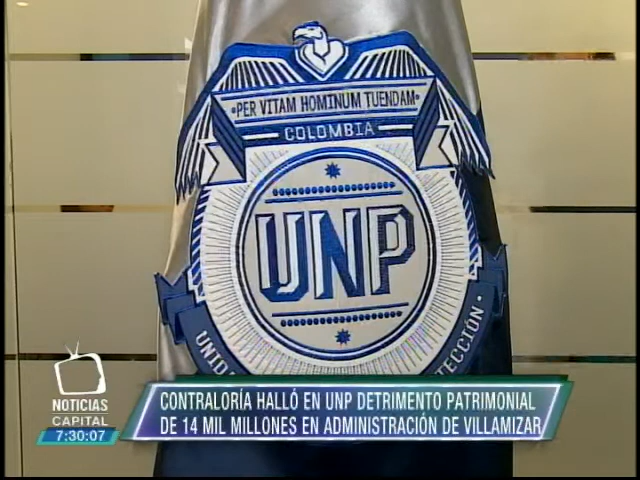 PER VITAM HOMINUM TUENDAM
COLOMBIA
UNP
NOTICIAS
CAPITAL
7:30:07
CONTRALORÍA HALLÓ EN UNP DETRIMENTO PATRIMONIAL
DE 14 MIL MILLONES EN ADMINISTRACIÓN DE VILLAMIZAR